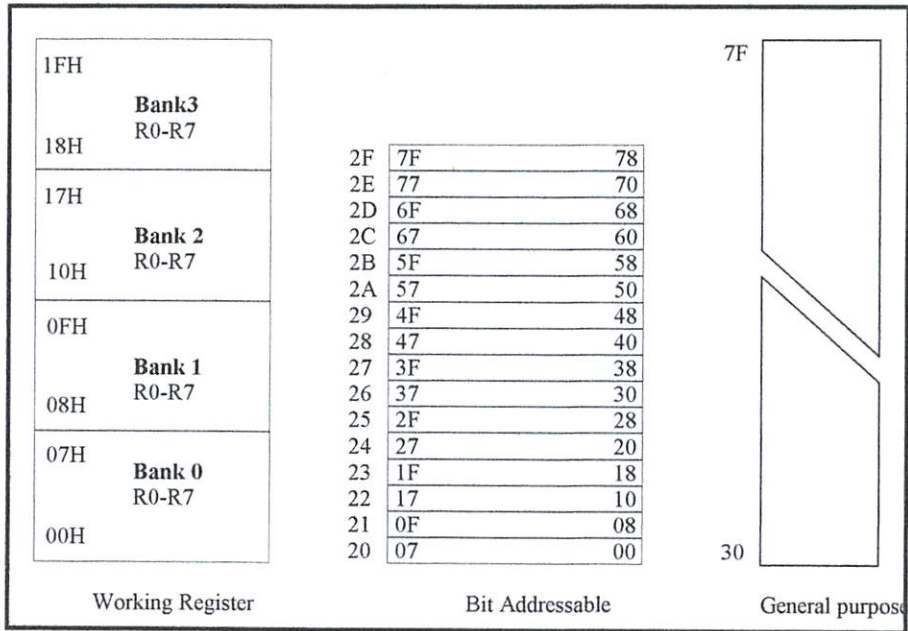 1FH
Bank3
R0-R7
18H
17H
Bank 2
R0-R7
10H
0FH
Bank 1
R0-R7
08H
07H
Bank 0
R0-R7
00H
Working Register
2F 7F 78
2E 77 70
2D 6F 68
2C 67 60
2B 5F 58
2A 57 50
29 4F 48
28 47 40
27 3F 38
26 37 30
25 2F 28
24 27 20
23 1F 18
22 17 10
21 0F 08
20 07 00
Bit Addressable
7F
30
General purpose